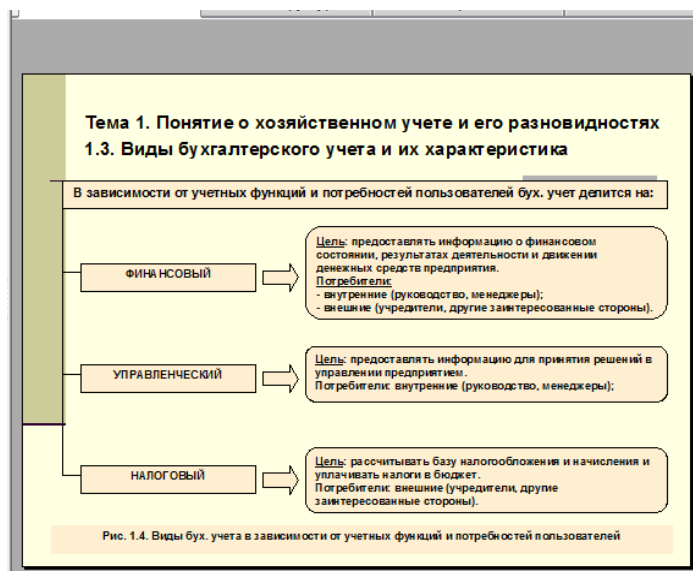 Тема 1. Понятие о хозяйственном учете и его разновидностях
1.3. Виды бухгалтерского учета и их характеристика
В зависимости от учетных функций и потребностей пользователей бух. учет делится на:
ФИНАНСОВЫЙ
Цель: предоставлять информацию о финансовом
состоянии, результатах деятельности и движении
денежных средств предприятия.
Потребители:
- внутренние (руководство, менеджеры);
- внешние (учредители, другие заинтересованные стороны).
УПРАВЛЕНЧЕСКИЙ
Цель: предоставлять информацию для принятия решений в
управлении предприятием.
Потребители: внутренние (руководство, менеджеры);
НАЛОГОВЫЙ
Цель: рассчитывать базу налогообложения и начисления и
уплачивать налоги в бюджет.
Потребители: внешние (учредители, другие
заинтересованные стороны).
Рис. 1.4. Виды бух. учета в зависимости от учетных функций и потребностей пользователей